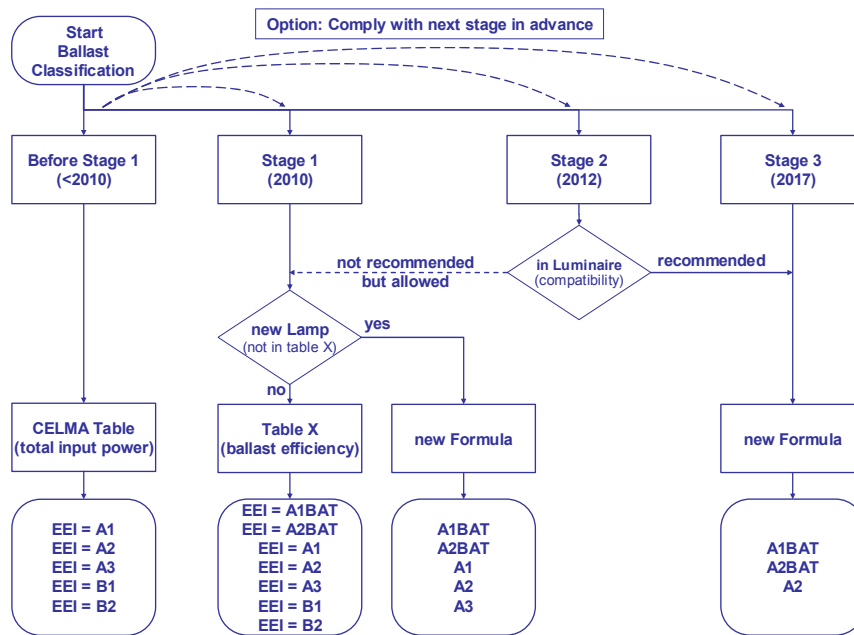 Start
Ballast
Classification
Option: Comply with next stage in advance
Before Stage 1
(<2010)
Stage 1
(2010)
Stage 2
(2012)
Stage 3
(2017)
not recommended
but allowed
in Luminaire
(compatibility)
recommended
new Lamp
(not in table X)
yes
no
CELMA Table
(total input power)
Table X
(ballast efficiency)
new Formula
new Formula
EEI = A1
EEI = A2
EEI = A3
EEI = B1
EEI = B2
EEI = A1BAT
EEI = A2BAT
EEI = A1
EEI = A2
EEI = A3
EEI = B1
EEI = B2
A1BAT
A2BAT
A1
A2
A3
A1BAT
A2BAT
A2